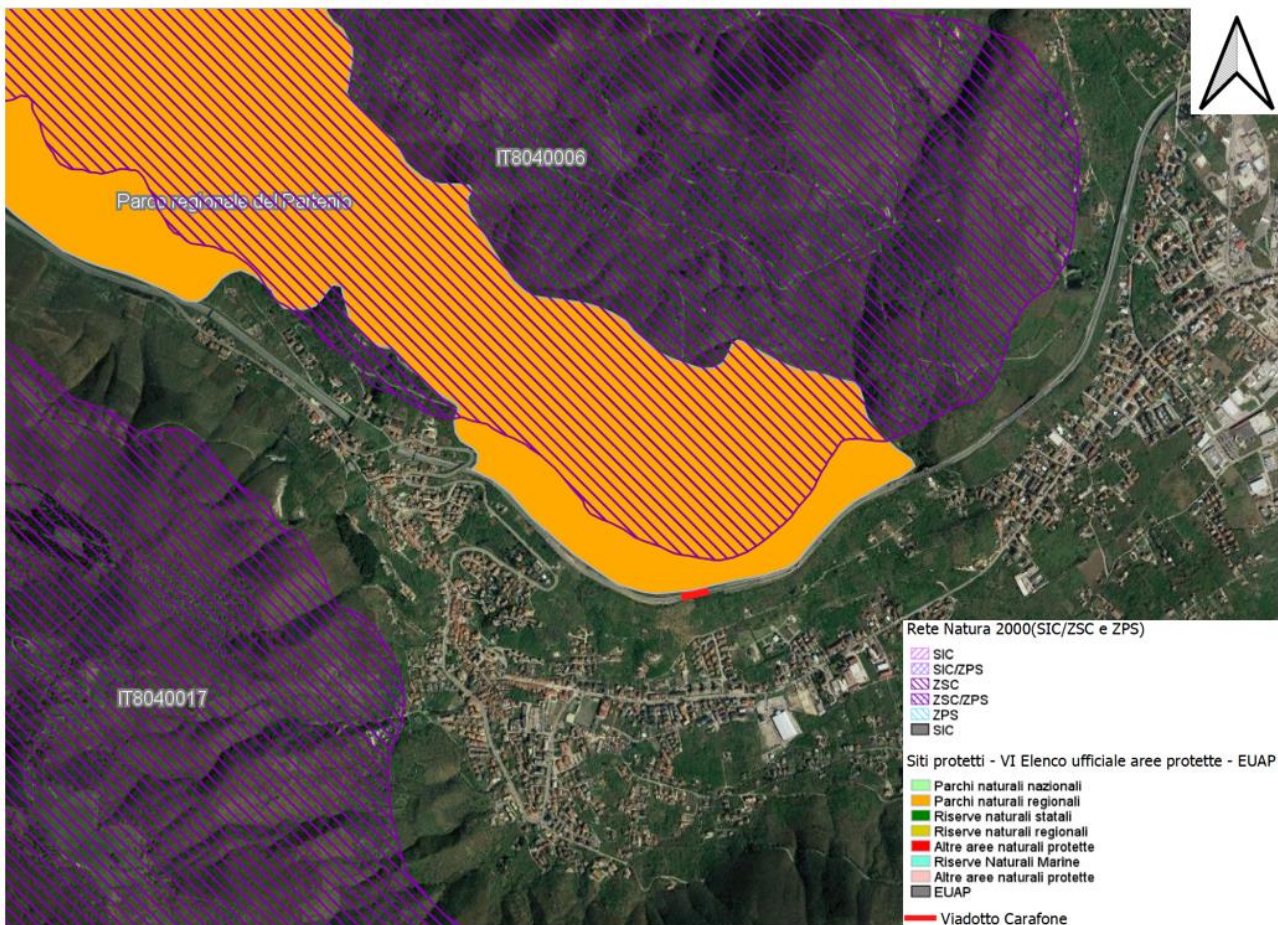 IT8040006
Parco regionale del Partenio
IT8040017
Rete Natura 2000(SIC/ZSC e ZPS)
SIC
SIC/ZPS
ZSC
ZSC/ZPS
ZPS
SIC
Siti protetti - VI Elenco ufficiale aree protette - EUAP
Parchi naturali nazionali
Parchi naturali regionali
Riserve naturali statali
Riserve naturali regionali
Altre aree naturali protette
Riserve Naturali Marine
Altre aree naturali protette
EUAP
Viadotto Carafone